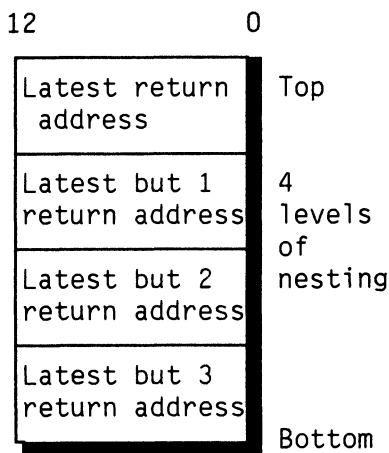 12 0
Latest return
address
Top
Latest but 1
return address
4
levels
of
nesting
Latest but 2
return address
Latest but 3
return address
Bottom